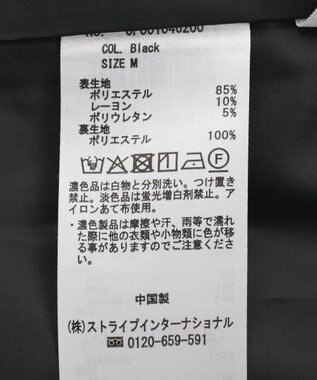 COL. Black
SIZE M
表生地
ポリエステル 85%
レーヨン 10%
ポリウレタン 5%
裏生地
ポリエステル 100%
濃色品は白物と分別洗い。つけ置き
禁止。淡色品は蛍光増白剤禁止。ア
イロンあて布使用。
・濃色製品は摩擦や汗、雨等で濡れ
た際に他の衣類や小物類に色が移
る事がありますのでご注意くださ
い。
中国製
(株)ストライプインターナショナル
0120-659-591